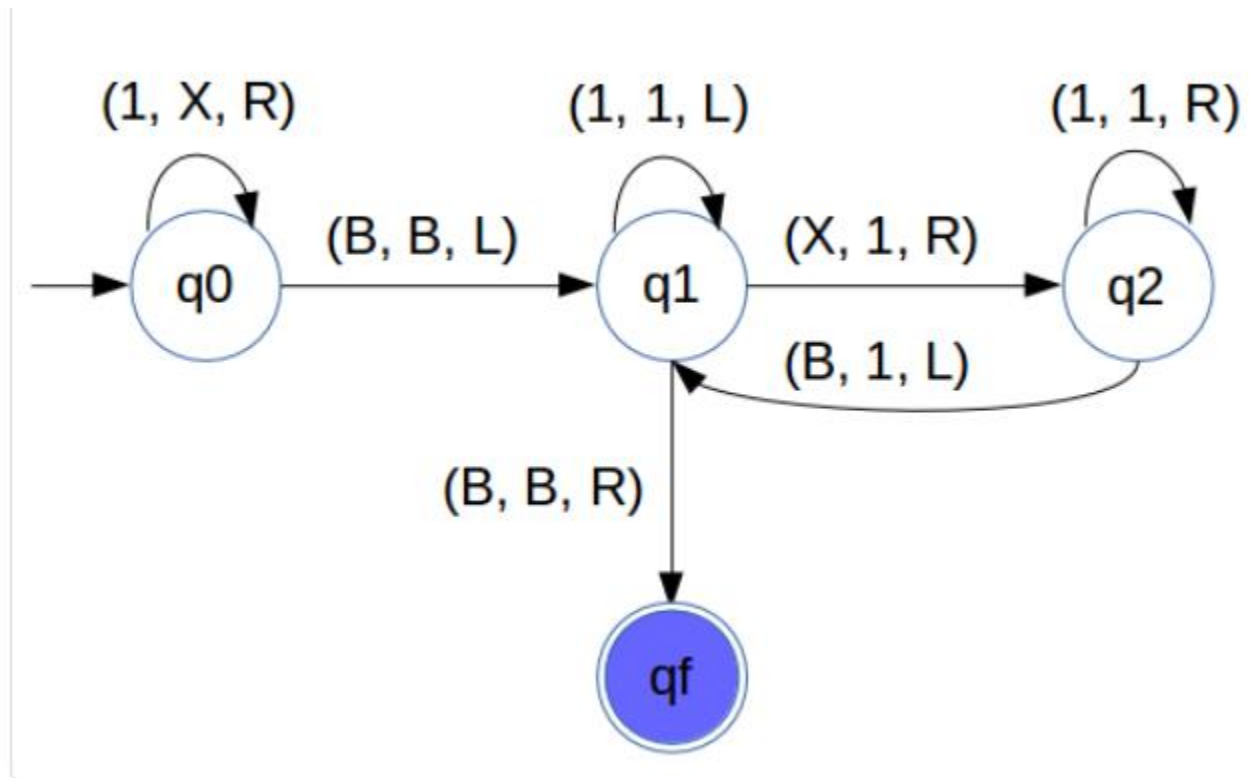 (1, X, R)
(1, 1, L)
(1, 1, R)
(B, B, L)
(X, 1, R)
q0
q1
q2
(B, 1, L)
(B, B, R)
qf